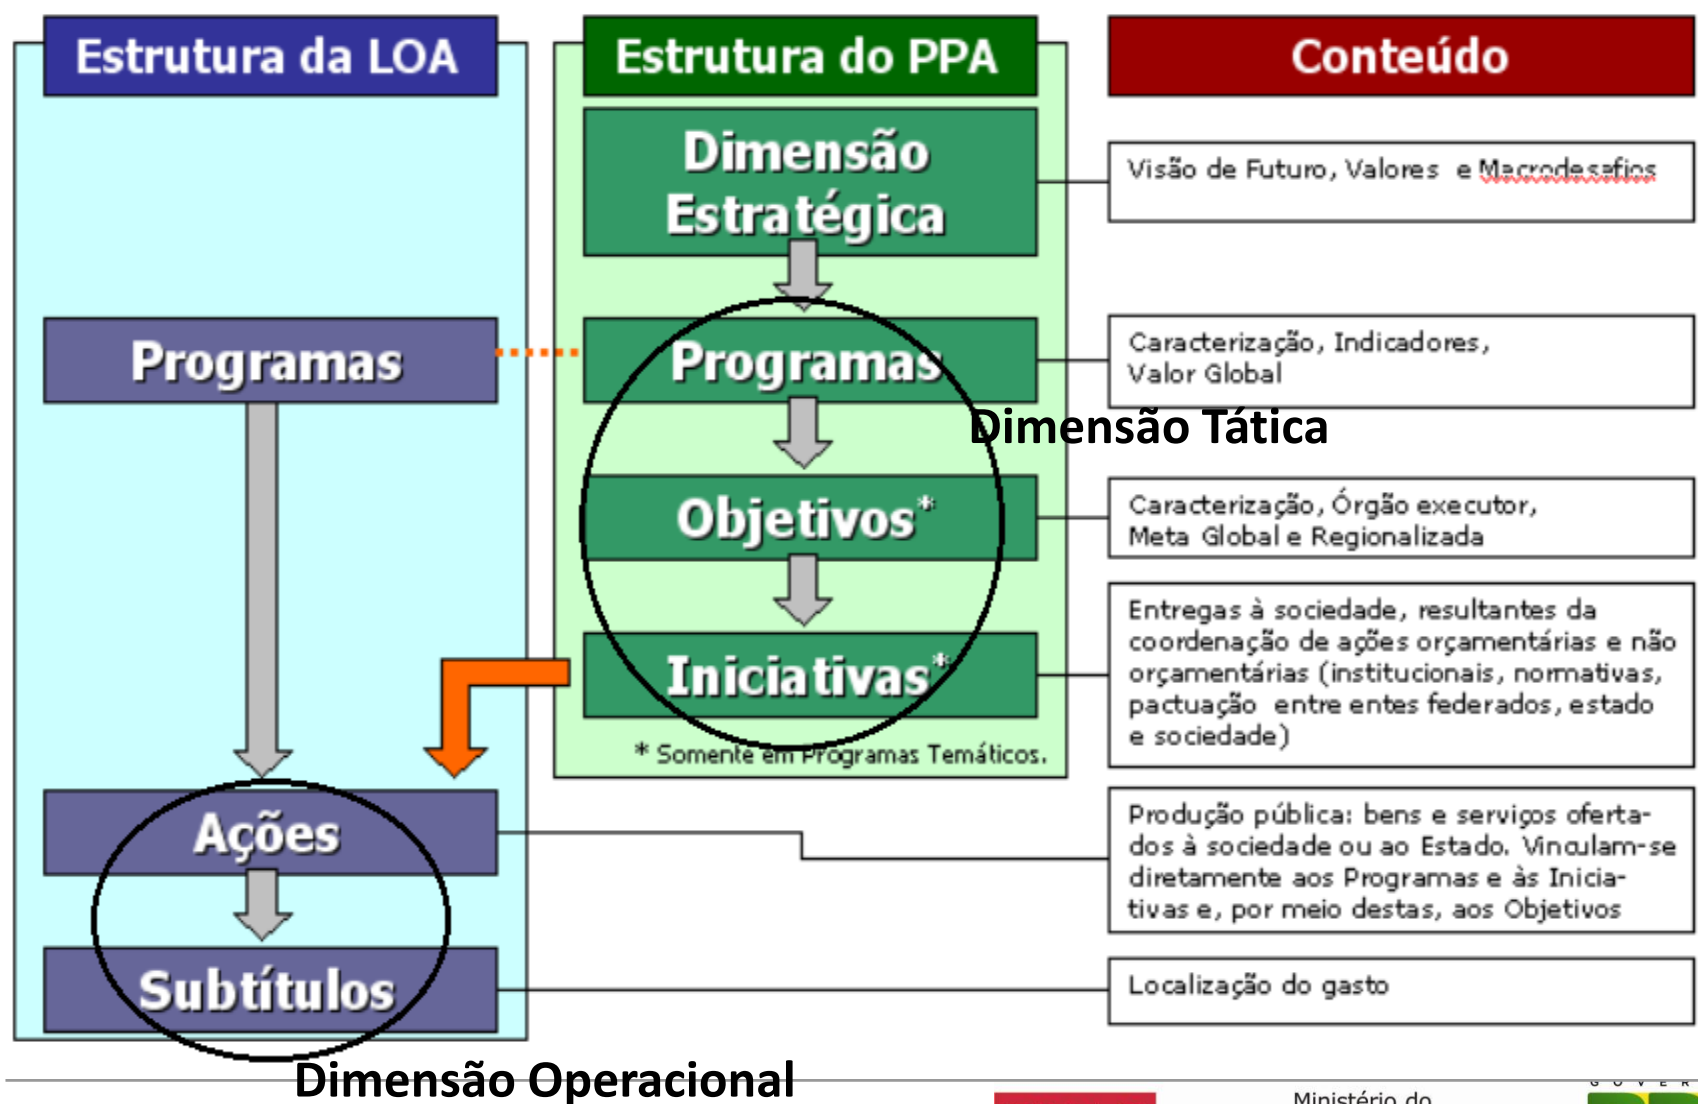 Estrutura da LOA
Estrutura do PPA
Conteúdo
Dimensão
Estratégica
Visão de Futuro, Valores e Macrodesafios
Programas
Programas
Caracterização, Indicadores,
Valor Global
Dimensão Tática
Objetivos*
Caracterização, Órgão executor,
Meta Global e Regionalizada
Iniciativas*
Entregas à sociedade, resultantes da
coordenação de ações orçamentárias e não
orçamentárias (institucionais, normativas,
pactuação entre entes federados, estado
e sociedade)
* Somente em Programas Temáticos.
Ações
Produção pública: bens e serviços oferta-
dos à sociedade ou ao Estado. Vinculam-se
diretamente aos Programas e às Inicia-
tivas e, por meio destas, aos Objetivos
Subtítulos
Localização do gasto
Dimensão Operacional
Ministério do
G O V E R